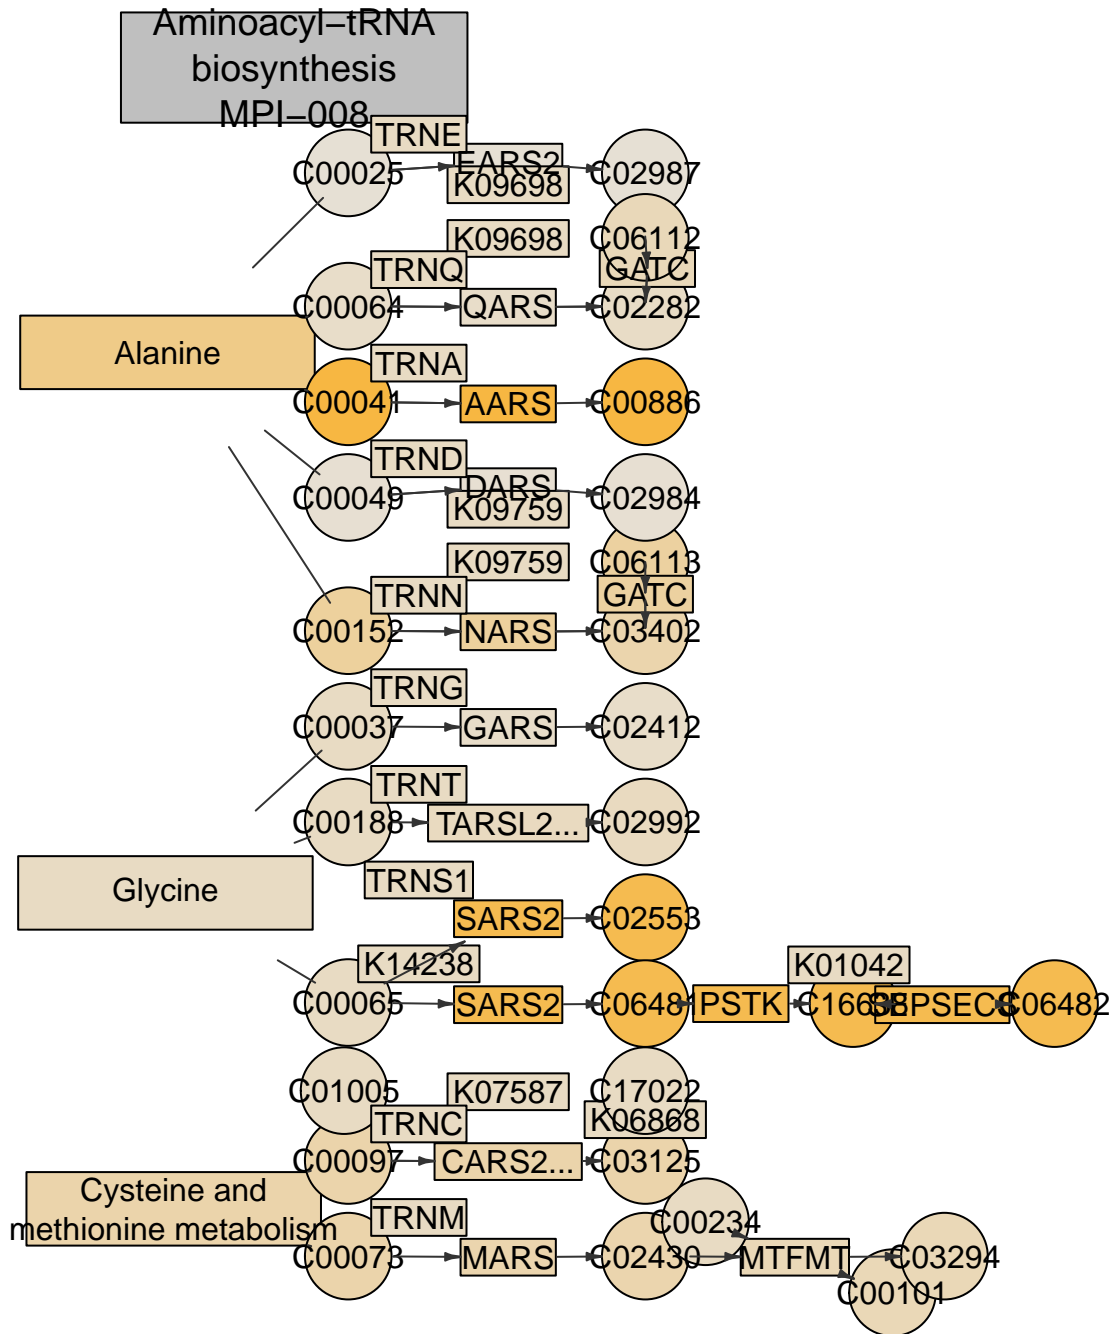 Aminoacyl−tRNA
biosynthesis
MPI−008
TRNE
C00025
EARS2
K09698
C02987
K09698
C06112
TRNQ
GATC
C00064
QARS
C02282
Alanine
TRNA
C00041
AARS
C00886
TRND
C00049
DARS
K09759
C02984
K09759
C06113
TRNN
GATC
C00152
NARS
C03402
TRNG
C00037
GARS
C02412
TRNT
C00188
TARSL2...
C02992
Glycine
TRNS1
SARS2
C02553
K14238
K01042
C00065
SARS2
C06481
PSTK
C16638
SEPSECS
C06482
C01005
K07587
C17022
TRNC
K06868
C00097
CARS2...
C03125
Cysteine and
methionine metabolism
TRNM
C00234
C00073
MARS
C02430
MTFMT
C03294
C00101